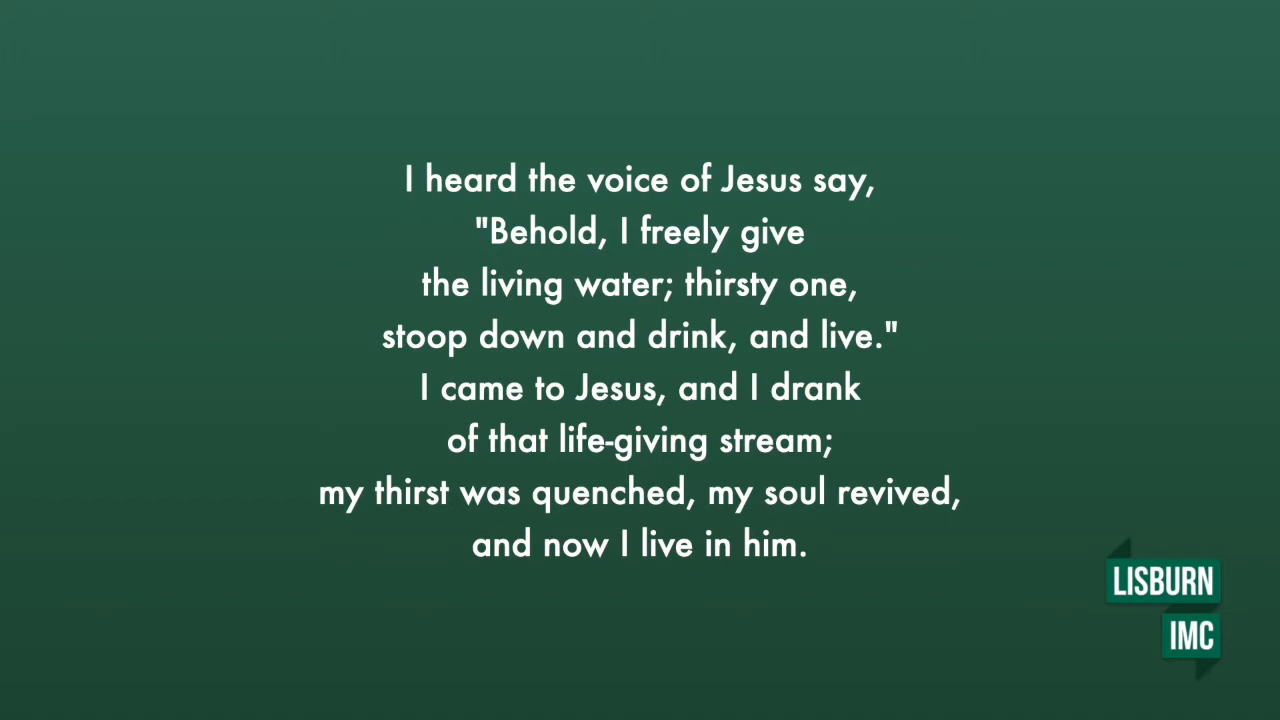 I heard the voice of Jesus say,
"Behold, I freely give
the living water; thirsty one,
stoop down and drink, and live."
I came to Jesus, and I drank
of that life-giving stream;
my thirst was quenched, my soul revived,
and now I live in him.
LISBURN
IMC